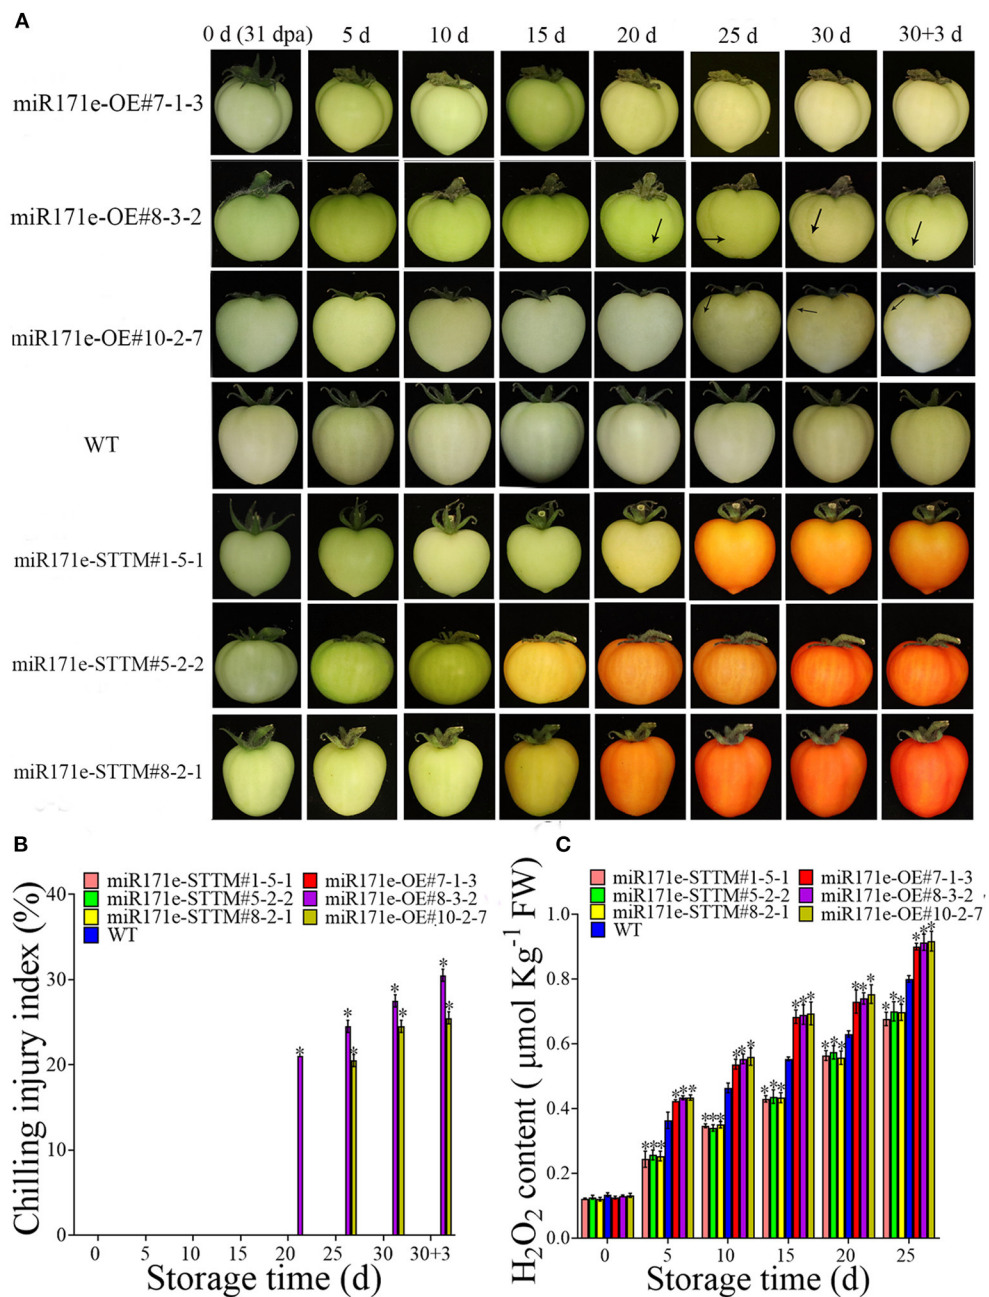 A
0 d (31 dpa) 5 d 10 d 15 d 20 d 25 d 30 d 30+3 d
miR171e-OE#7-1-3
miR171e-OE#8-3-2
miR171e-OE#10-2-7
WT
miR171e-STTM#1-5-1
miR171e-STTM#5-2-2
miR171e-STTM#8-2-1
B
miR171e-STTM#1-5-1 miR171e-OE#7-1-3
miR171e-STTM#5-2-2 miR171e-OE#8-3-2
miR171e-STTM#8-2-1 miR171e-OE#10-2-7
WT
Chilling injury index (%)
40
30
20
10
0
0 5 10 15 20 25 30 30+3
Storage time (d)
C
miR171e-STTM#1-5-1 miR171e-OE#7-1-3
miR171e-STTM#5-2-2 miR171e-OE#8-3-2
miR171e-STTM#8-2-1 miR171e-OE#10-2-7
WT
H₂O₂ content ( μmol Kg⁻¹ FW)
1.0
0.8
0.6
0.4
0.2
0.0
0 5 10 15 20 25
Storage time (d)